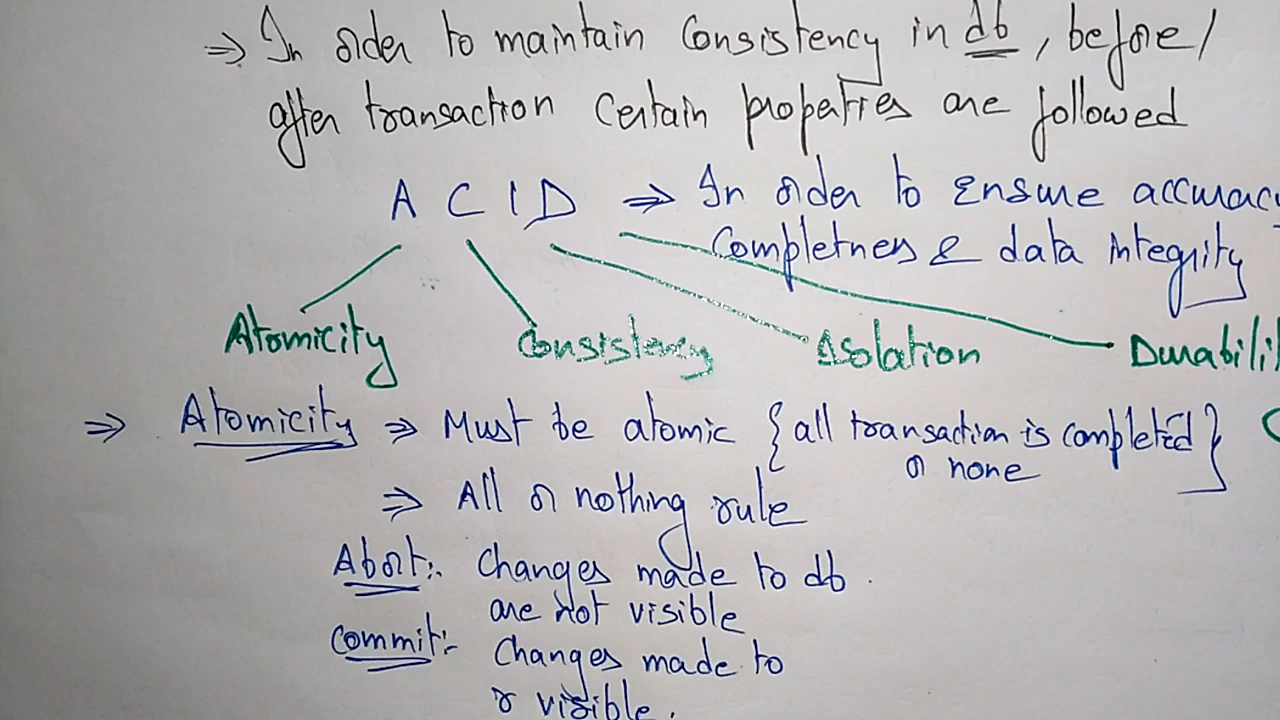 ⇒ In order to maintain Consistency in db, before/
after transaction certain properties are followed
A C I D ⇒ In order to Ensure accuracy
Completness & data integrity
Atomicity Consistency Isolation Durabili
⇒ Atomicity ⇒ Must be atomic {all transaction is completed
or none}
⇒ All or nothing rule
Abort:. Changes made to db.
are Not visible
Commit:- Changes made to
r visible.